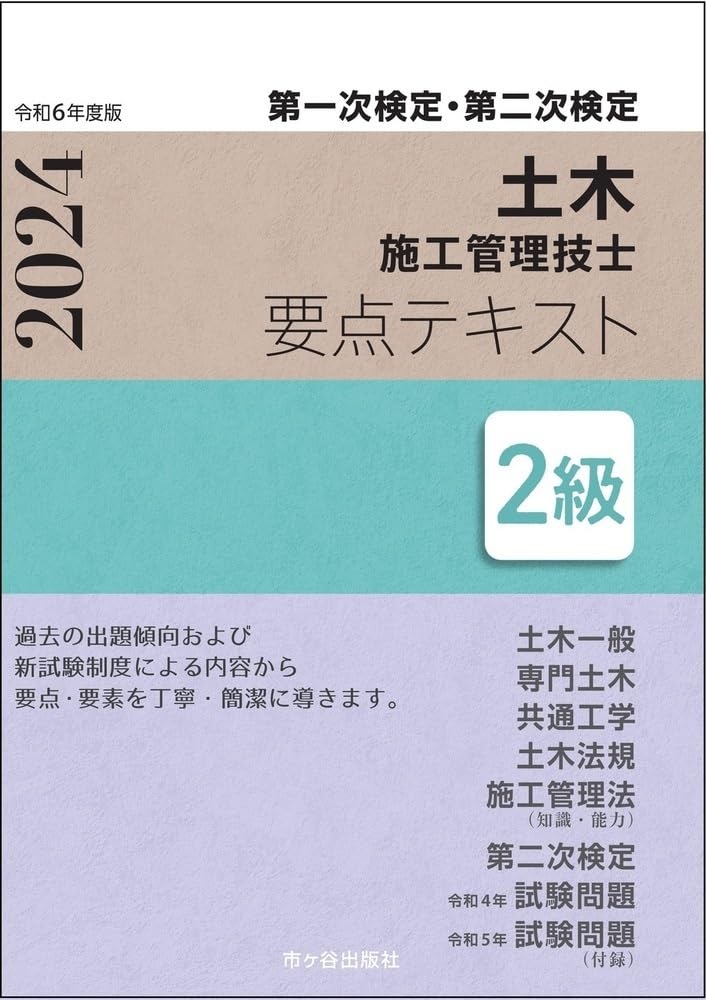 令和6年度版
第一次検定・第二次検定
2024
土木
施工管理技士
要点テキスト
2級
過去の出題傾向および
新試験制度による内容から
要点・要素を丁寧・簡潔に導きます。
土木一般
専門土木
共通工学
土木法規
施工管理法
(知識・能力)
第二次検定
令和4年 試験問題
令和5年 試験問題
(付録)
市ヶ谷出版社